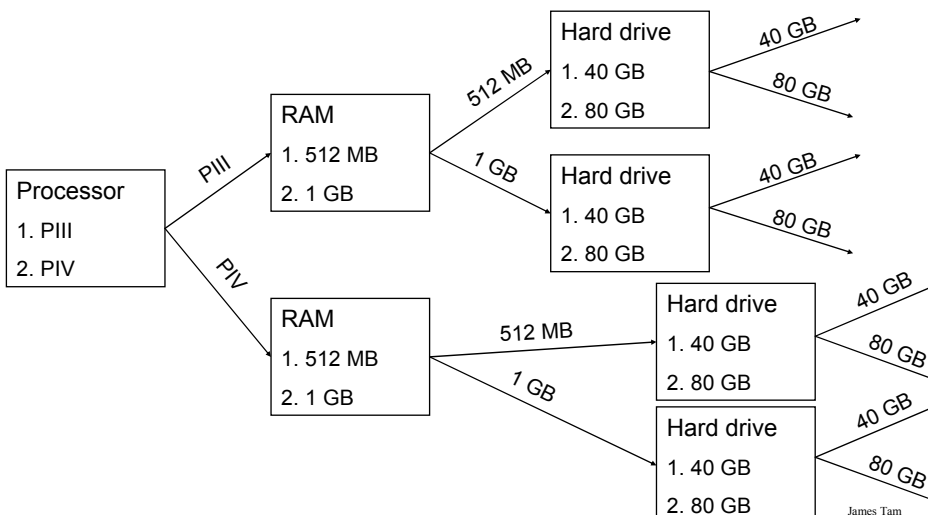 Processor
1. PIII
2. PIV
PIII
PIV
RAM
1. 512 MB
2. 1 GB
512 MB
1 GB
Hard drive
1. 40 GB
2. 80 GB
40 GB
80 GB
Hard drive
1. 40 GB
2. 80 GB
40 GB
80 GB
RAM
1. 512 MB
2. 1 GB
512 MB
1 GB
Hard drive
1. 40 GB
2. 80 GB
40 GB
80 GB
Hard drive
1. 40 GB
2. 80 GB
40 GB
80 GB
James Tam